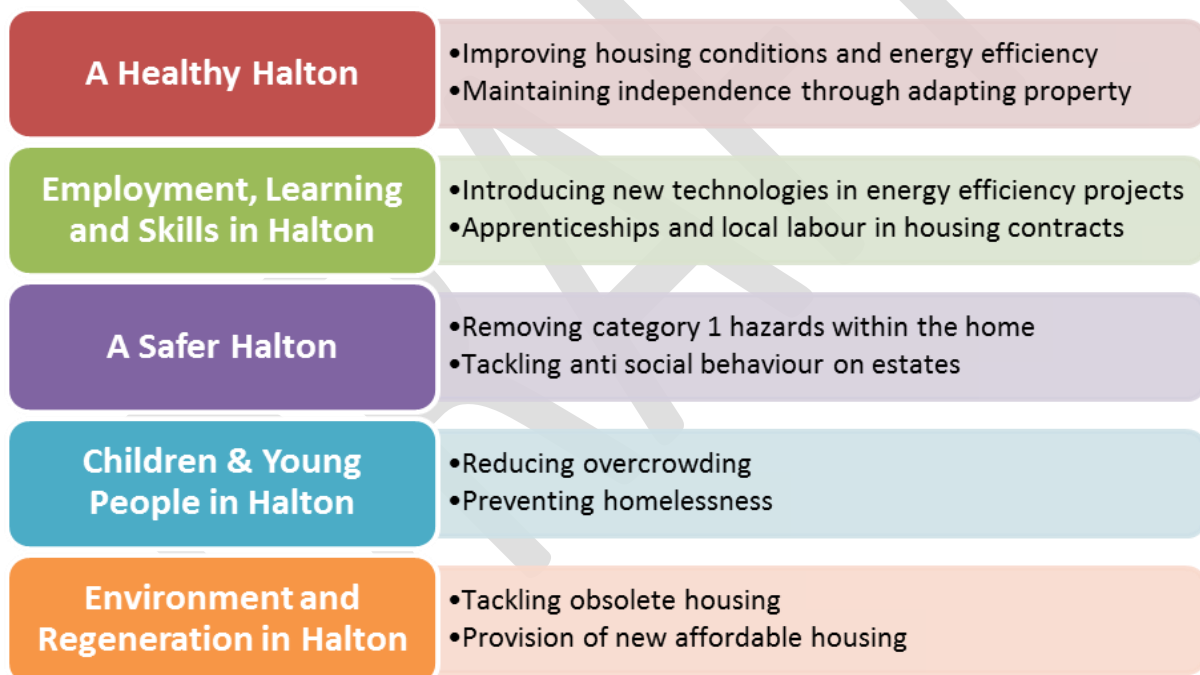 A Healthy Halton
•Improving housing conditions and energy efficiency
•Maintaining independence through adapting property
Employment, Learning
and Skills in Halton
•Introducing new technologies in energy efficiency projects
•Apprenticeships and local labour in housing contracts
A Safer Halton
•Removing category 1 hazards within the home
•Tackling anti social behaviour on estates
Children & Young
People in Halton
•Reducing overcrowding
•Preventing homelessness
Environment and
Regeneration in Halton
•Tackling obsolete housing
•Provision of new affordable housing